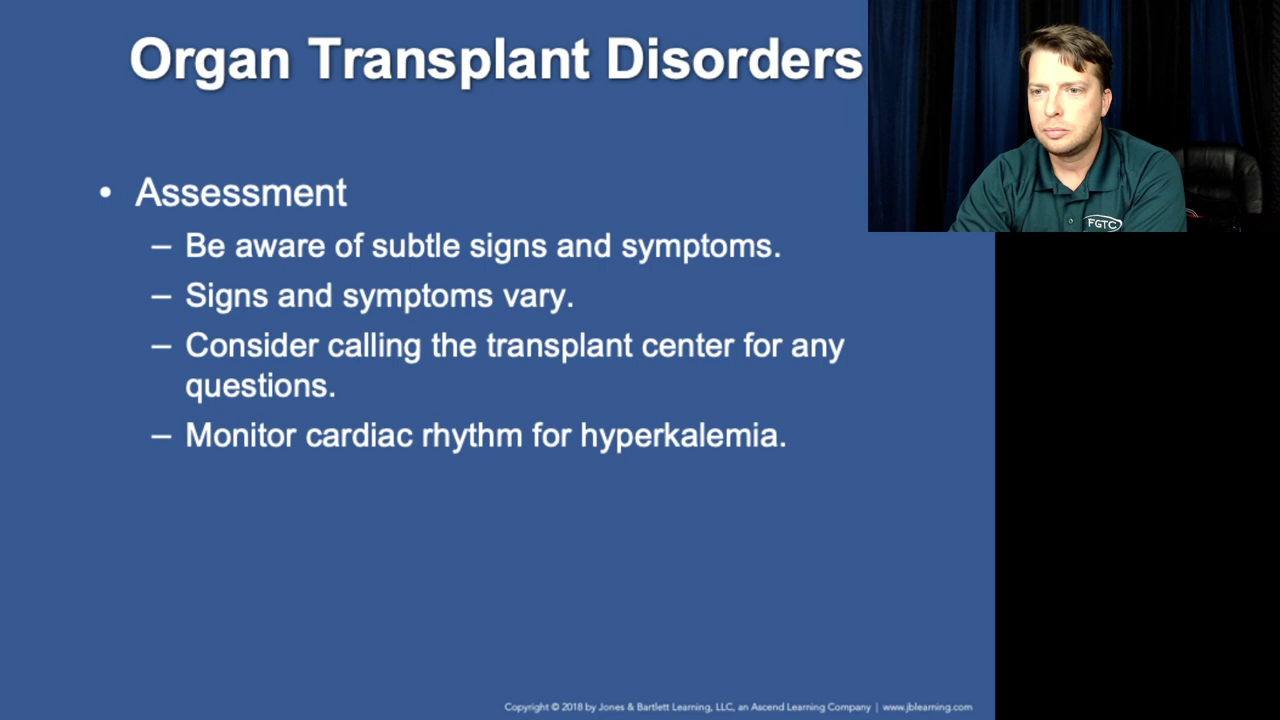 Organ Transplant Disorders
• Assessment
– Be aware of subtle signs and symptoms.
– Signs and symptoms vary.
– Consider calling the transplant center for any
questions.
– Monitor cardiac rhythm for hyperkalemia.
FGTC
Copyright © 2018 by Jones & Bartlett Learning, LLC, an Ascend Learning Company | www.jblearning.com